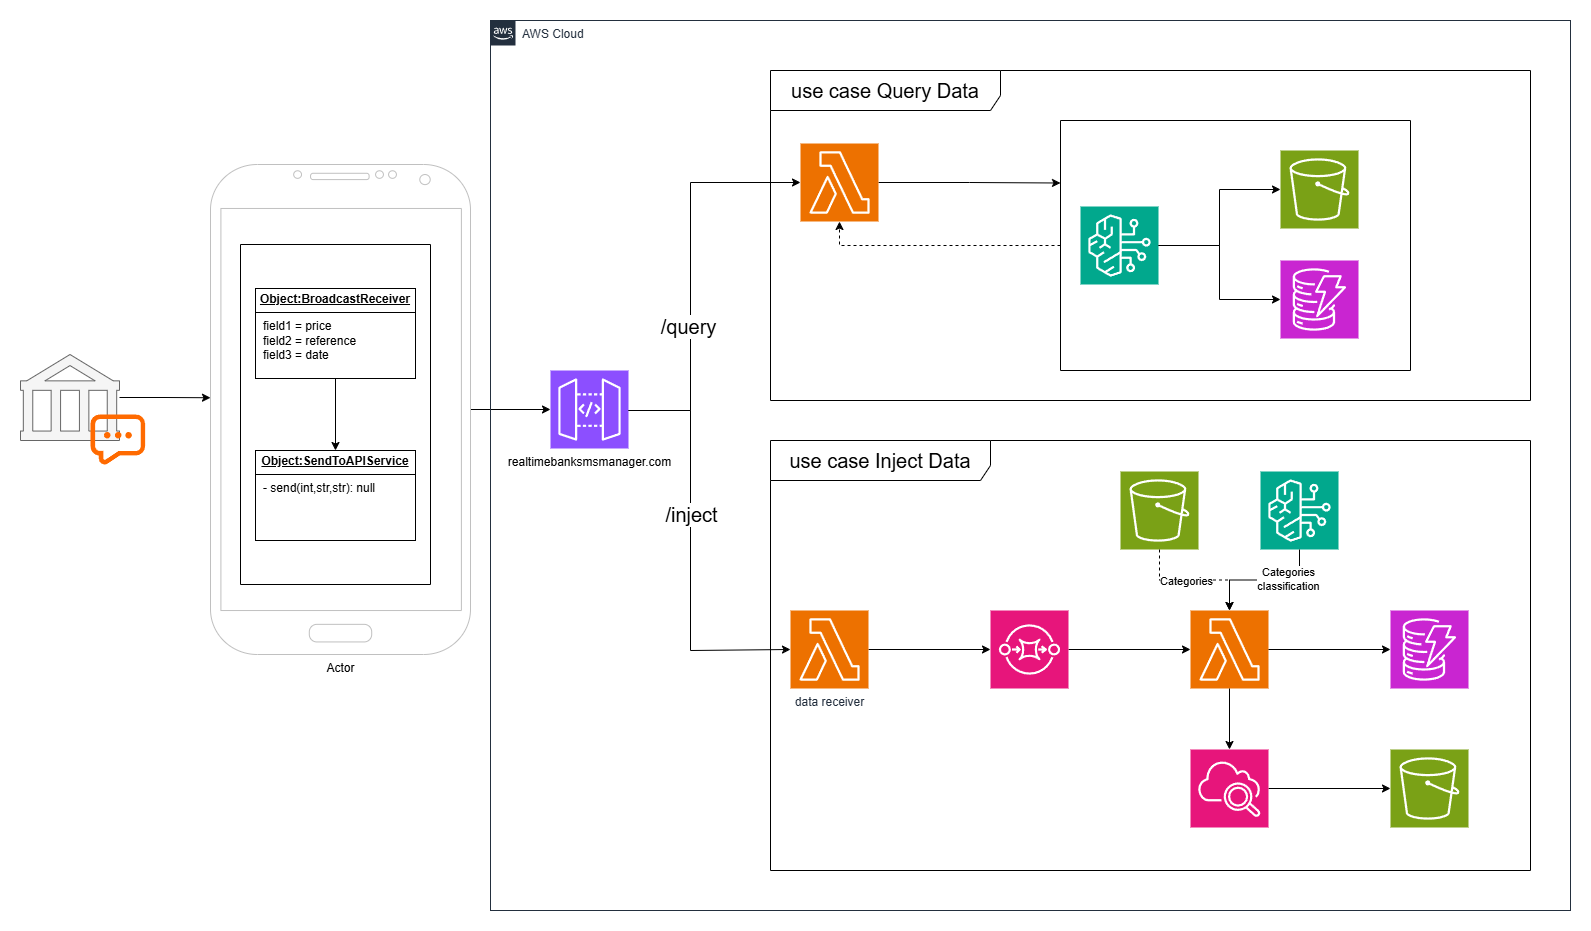 aws
AWS Cloud
use case Query Data
Object:BroadcastReceiver
field1 = price
field2 = reference
field3 = date
/query
Object:SendToAPIService
- send(int,str,str): null
realtimebanksmsmanager.com
</>
use case Inject Data
/inject
Categories
Categories
classification
Actor
data receiver